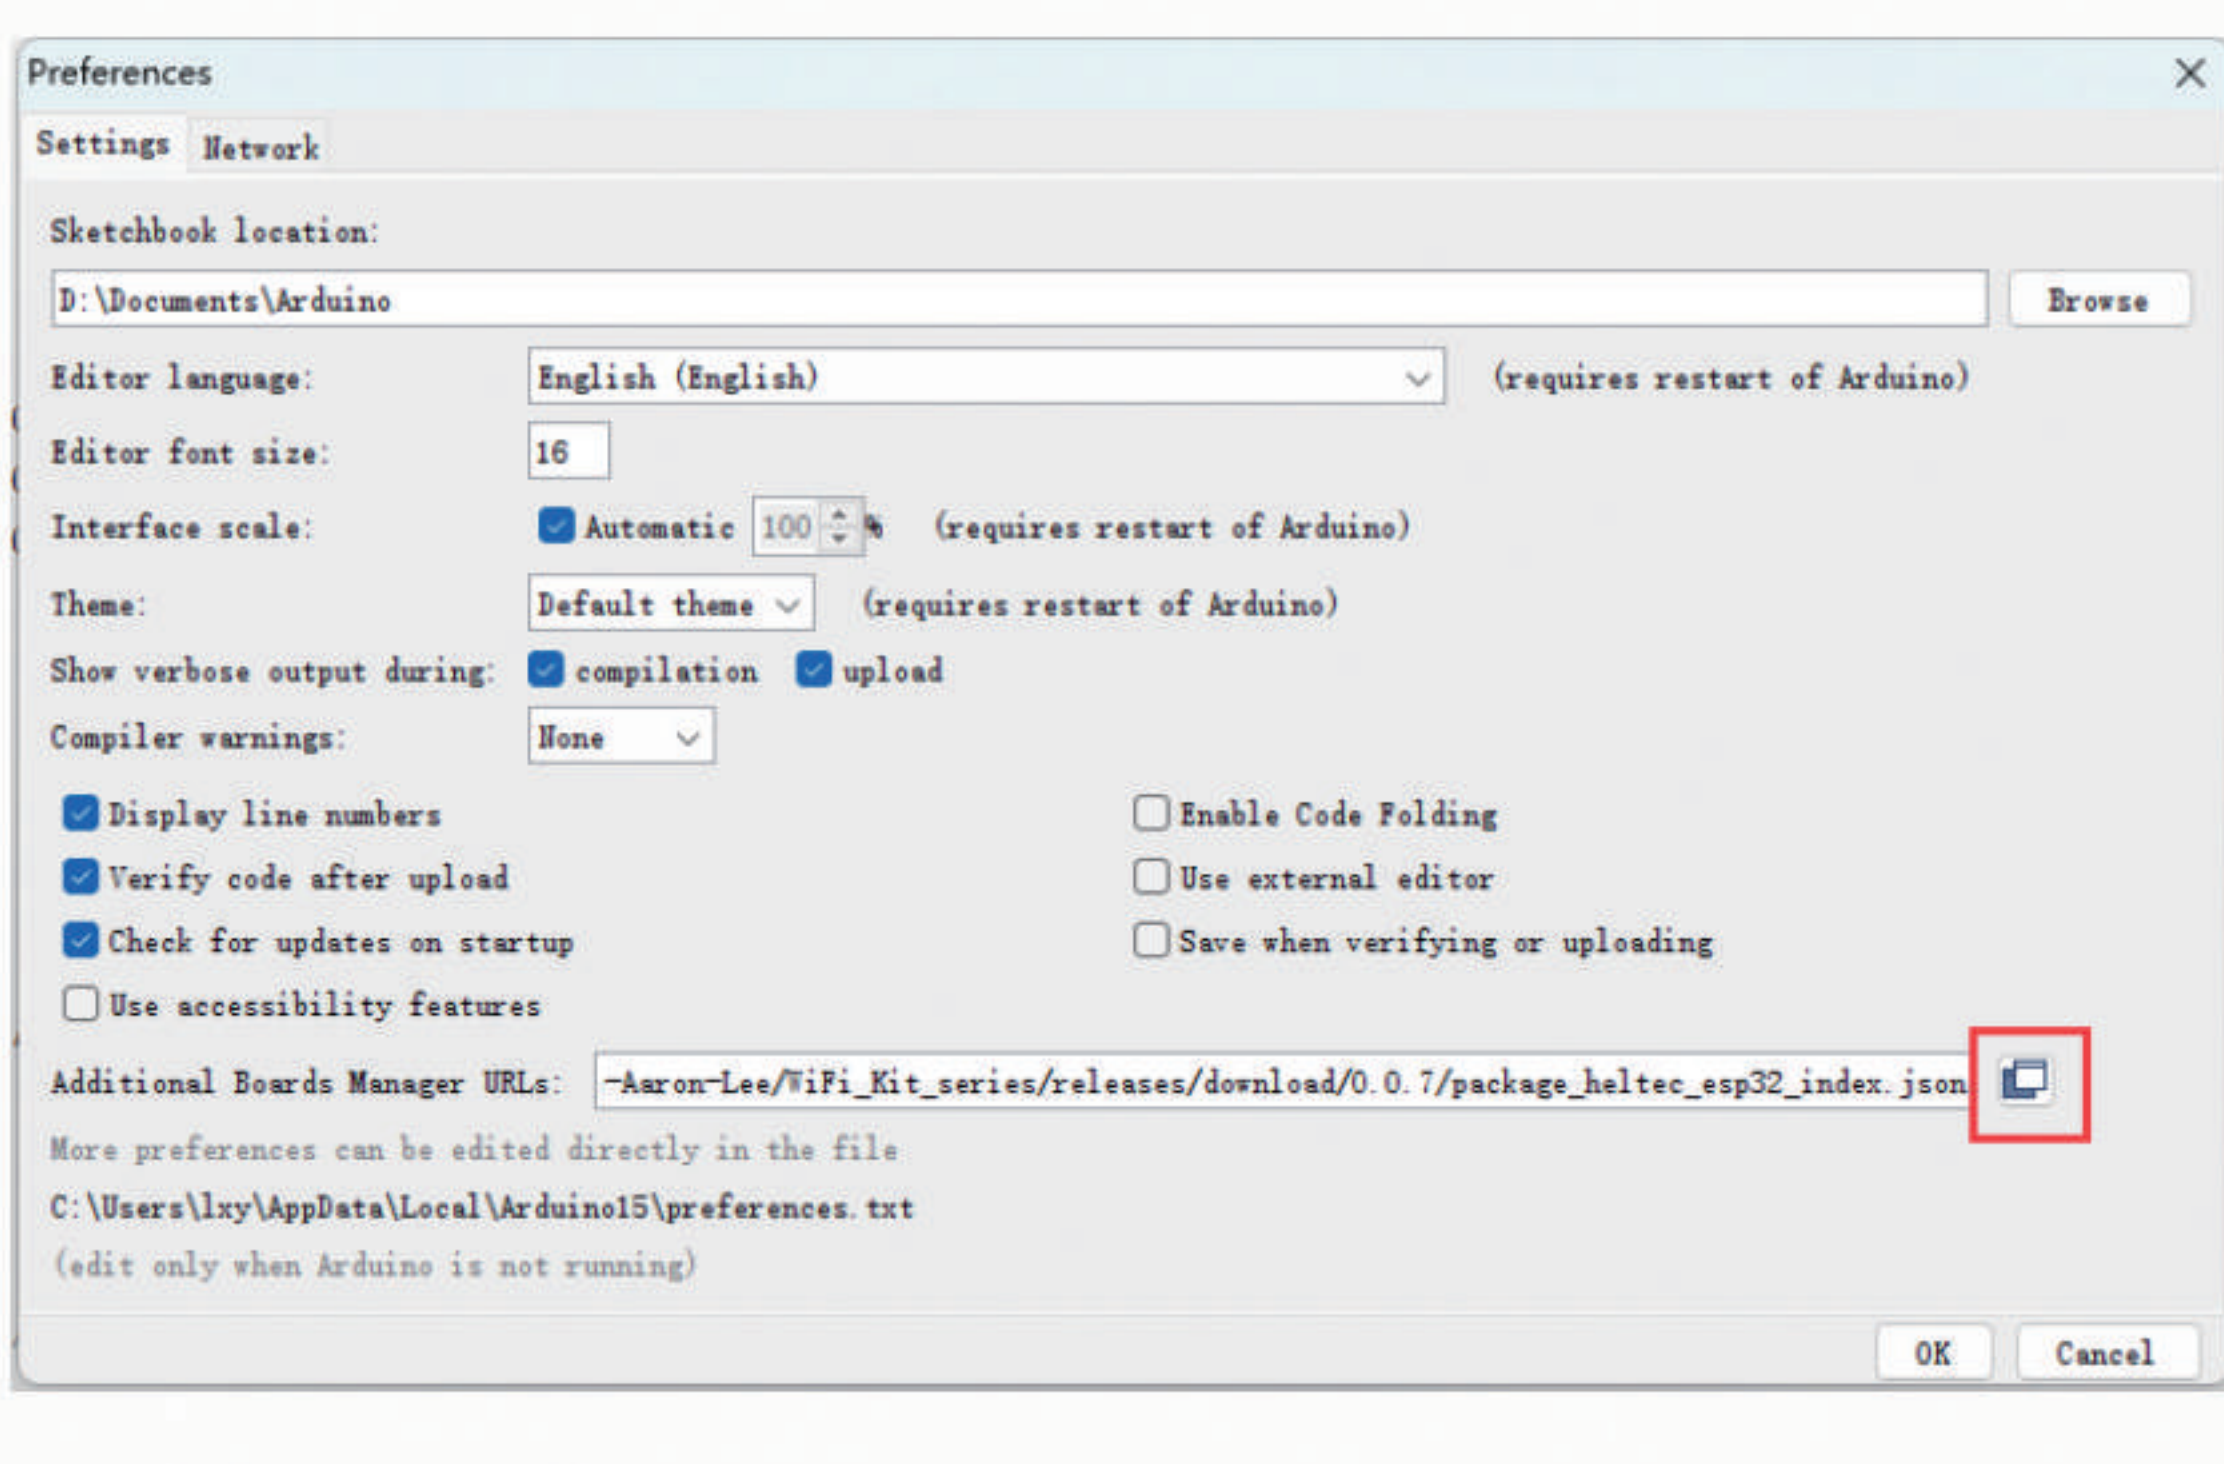 Preferences
Settings Network
Sketchbook location:
D:\Documents\Arduino Browse
Editor language: English (English) (requires restart of Arduino)
Editor font size: 16
Interface scale: Automatic 100 % (requires restart of Arduino)
Theme: Default theme (requires restart of Arduino)
Show verbose output during: compilation upload
Compiler warnings: None
Display line numbers Enable Code Folding
Verify code after upload Use external editor
Check for updates on startup Save when verifying or uploading
Use accessibility features
Additional Boards Manager URLs: -Aaron-Lee/WiFi_Kit_series/releases/download/0.0.7/package_heltec_esp32_index.json
More preferences can be edited directly in the file
C:\Users\lxy\AppData\Local\Arduino15\preferences.txt
(edit only when Arduino is not running)
OK Cancel